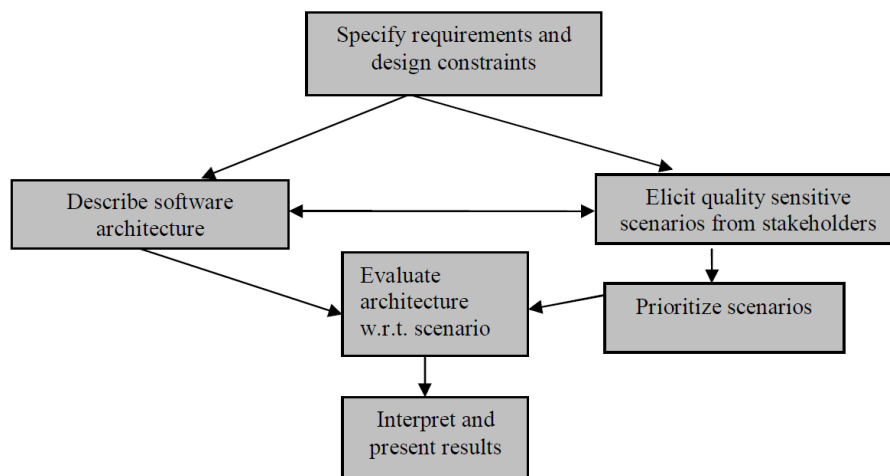 Specify requirements and
design constraints
Describe software
architecture
Elicit quality sensitive
scenarios from stakeholders
Evaluate
architecture
w.r.t. scenario
Prioritize scenarios
Interpret and
present results